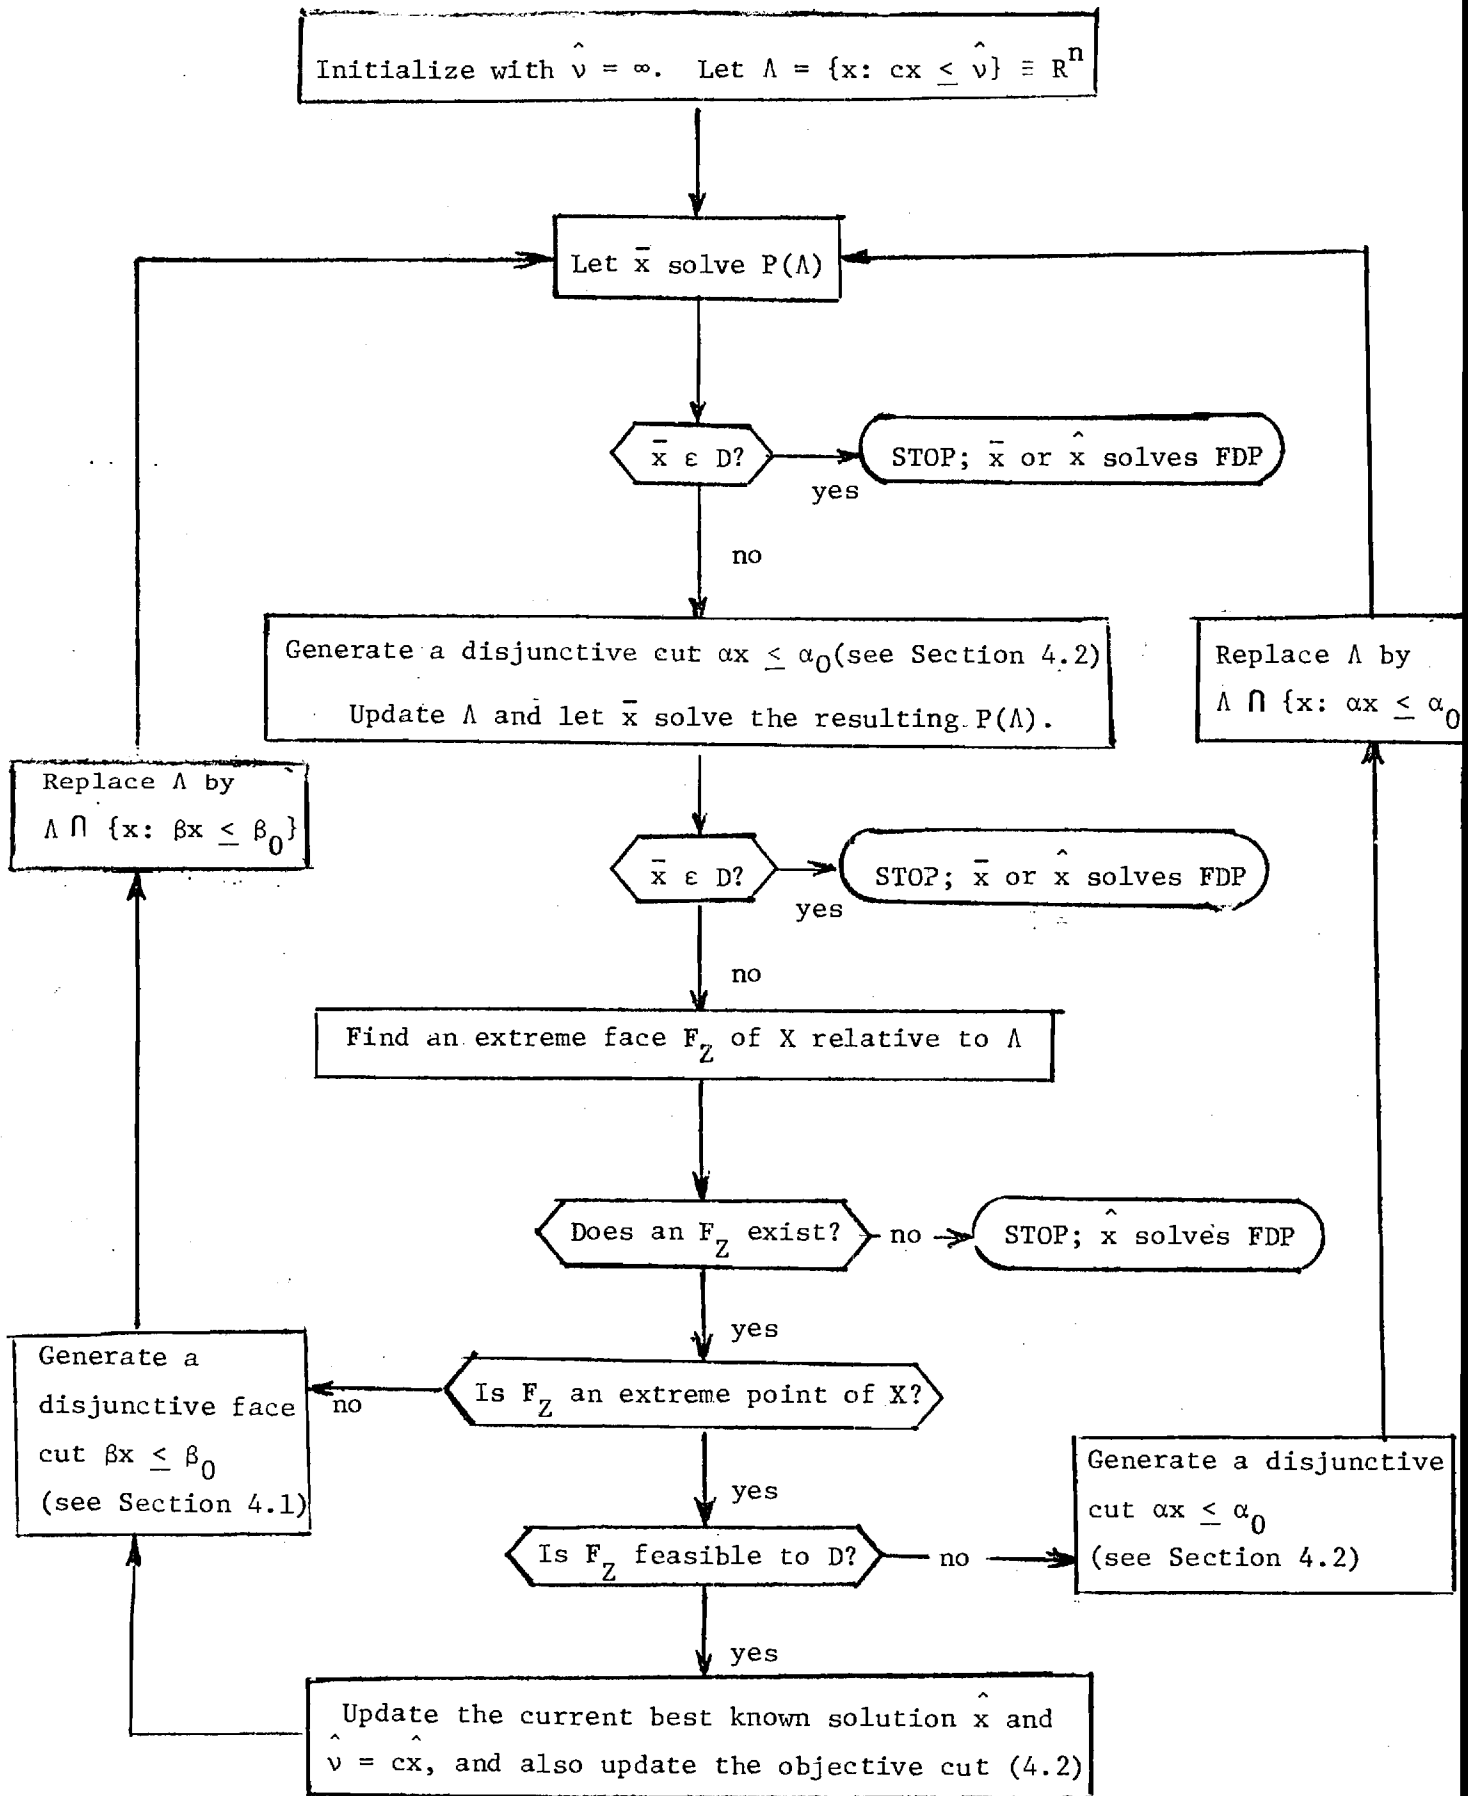 Initialize with ν̂ = ∞. Let Λ = {x: cx ≤ ν̂} ≡ Rⁿ
Let x̄ solve P(Λ)
x̄ ε D?
yes
STOP; x̄ or x̂ solves FDP
no
Generate a disjunctive cut αx ≤ α₀(see Section 4.2)
Update Λ and let x̄ solve the resulting P(Λ).
Replace Λ by
Λ ∩ {x: αx ≤ α₀
Replace Λ by
Λ ∩ {x: βx ≤ β₀}
x̄ ε D?
yes
STOP; x̄ or x̂ solves FDP
no
Find an extreme face F_Z of X relative to Λ
Does an F_Z exist?
no
STOP; x̂ solves FDP
yes
Is F_Z an extreme point of X?
no
Generate a
disjunctive face
cut βx ≤ β₀
(see Section 4.1)
yes
Is F_Z feasible to D?
no
Generate a disjunctive
cut αx ≤ α₀
(see Section 4.2)
yes
Update the current best known solution x̂ and
ν̂ = cx̂, and also update the objective cut (4.2)